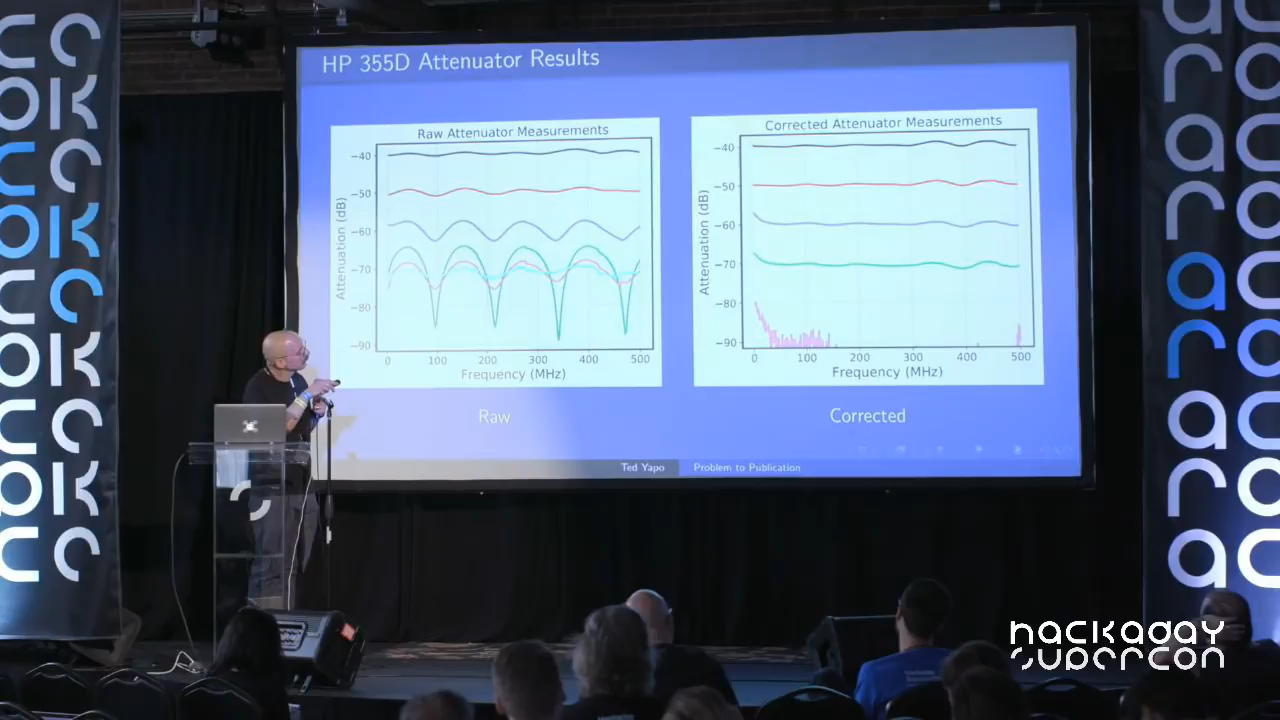 HP 355D Attenuator Results
Raw Attenuator Measurements
−40
−50
−60
−70
−80
−90
Attenuation (dB)
0 100 200 300 400 500
Frequency (MHz)
Raw
Corrected Attenuator Measurements
−40
−50
−60
−70
−80
−90
Attenuation (dB)
0 100 200 300 400 500
Frequency (MHz)
Corrected
Ted Yapo Problem to Publication
hackaday
supercon